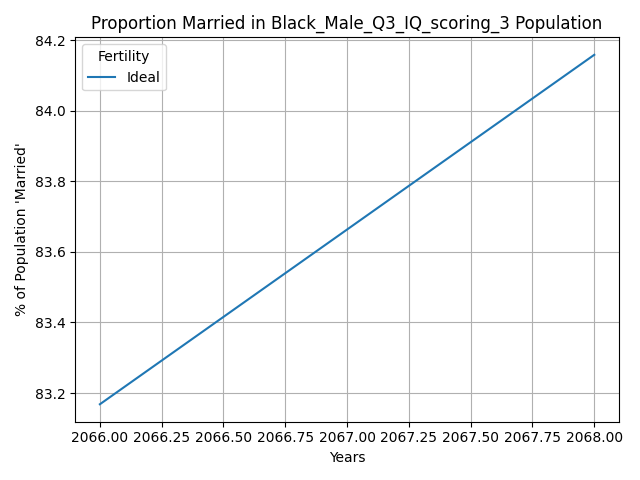 Proportion Married in Black_Male_Q3_IQ_scoring_3 Population
84.2
84.0
83.8
83.6
83.4
83.2
% of Population 'Married'
Fertility
Ideal
2066.00 2066.25 2066.50 2066.75 2067.00 2067.25 2067.50 2067.75 2068.00
Years